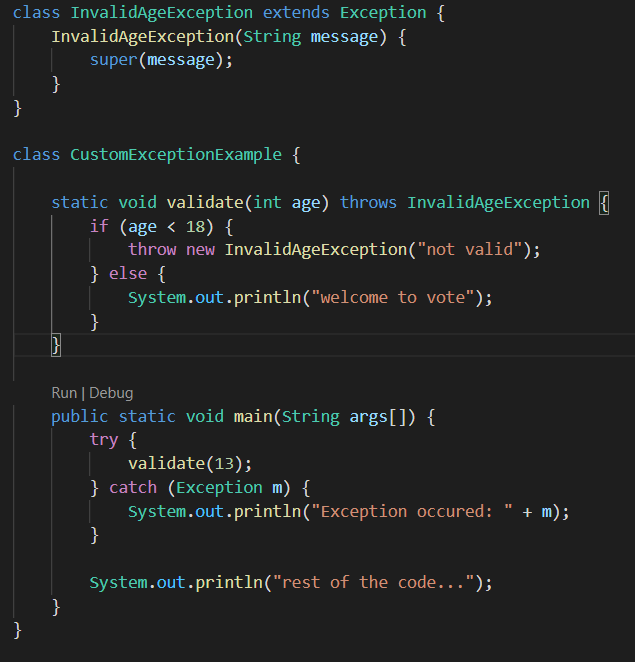 class InvalidAgeException extends Exception {
    InvalidAgeException(String message) {
        super(message);
    }
}

class CustomExceptionExample {

    static void validate(int age) throws InvalidAgeException {
        if (age < 18) {
            throw new InvalidAgeException("not valid");
        } else {
            System.out.println("welcome to vote");
        }
    }

    Run | Debug
    public static void main(String args[]) {
        try {
            validate(13);
        } catch (Exception m) {
            System.out.println("Exception occured: " + m);
        }

        System.out.println("rest of the code...");
    }
}